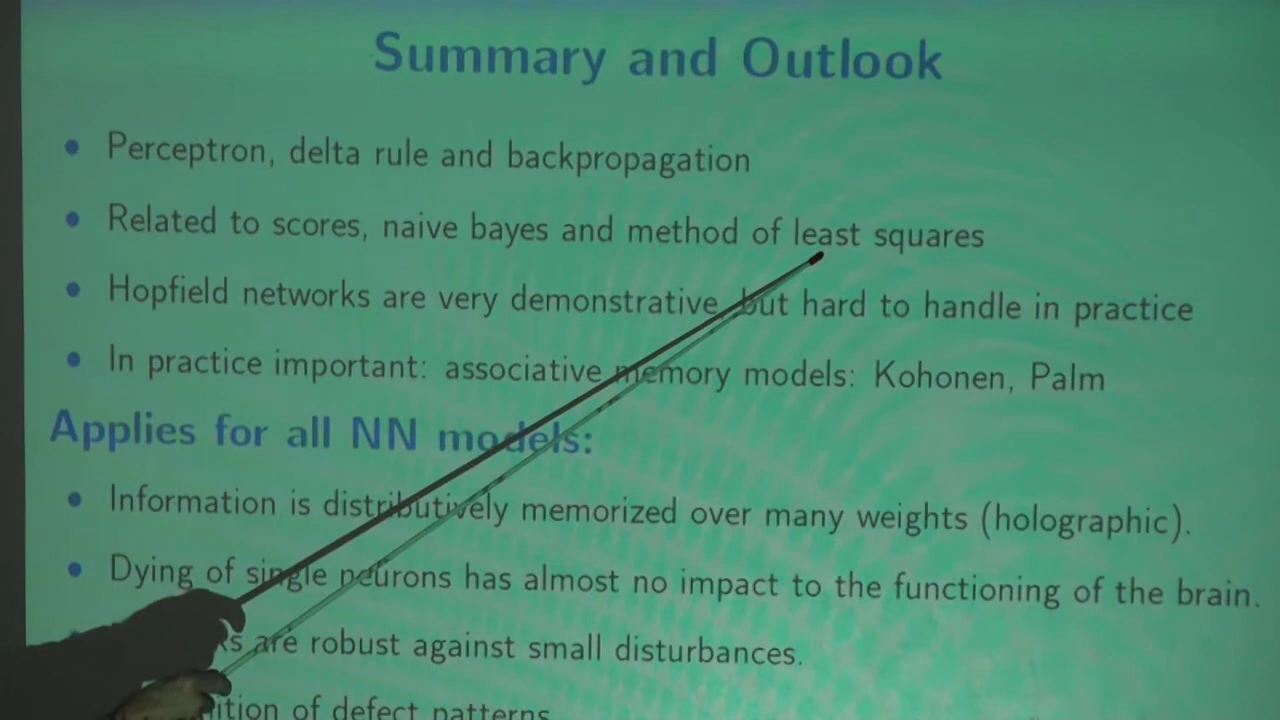 Summary and Outlook
• Perceptron, delta rule and backpropagation
• Related to scores, naive bayes and method of least squares
• Hopfield networks are very demonstrative, but hard to handle in practice
• In practice important: associative memory models: Kohonen, Palm
Applies for all NN models:
• Information is distributively memorized over many weights (holographic).
• Dying of single neurons has almost no impact to the functioning of the brain.
are robust against small disturbances.
of defect patterns